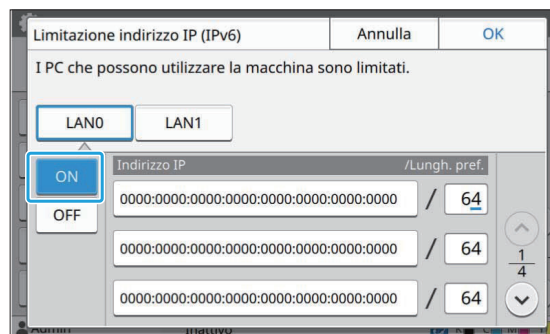 Limitazione indirizzo IP (IPv6) Annulla OK
I PC che possono utilizzare la macchina sono limitati.
LAN0 LAN1
ON Indirizzo IP /Lungh. pref.
0000:0000:0000:0000:0000:0000:0000:0000 / 64
OFF
0000:0000:0000:0000:0000:0000:0000:0000 / 64
1
4
0000:0000:0000:0000:0000:0000:0000:0000 / 64
Admin Inattivo